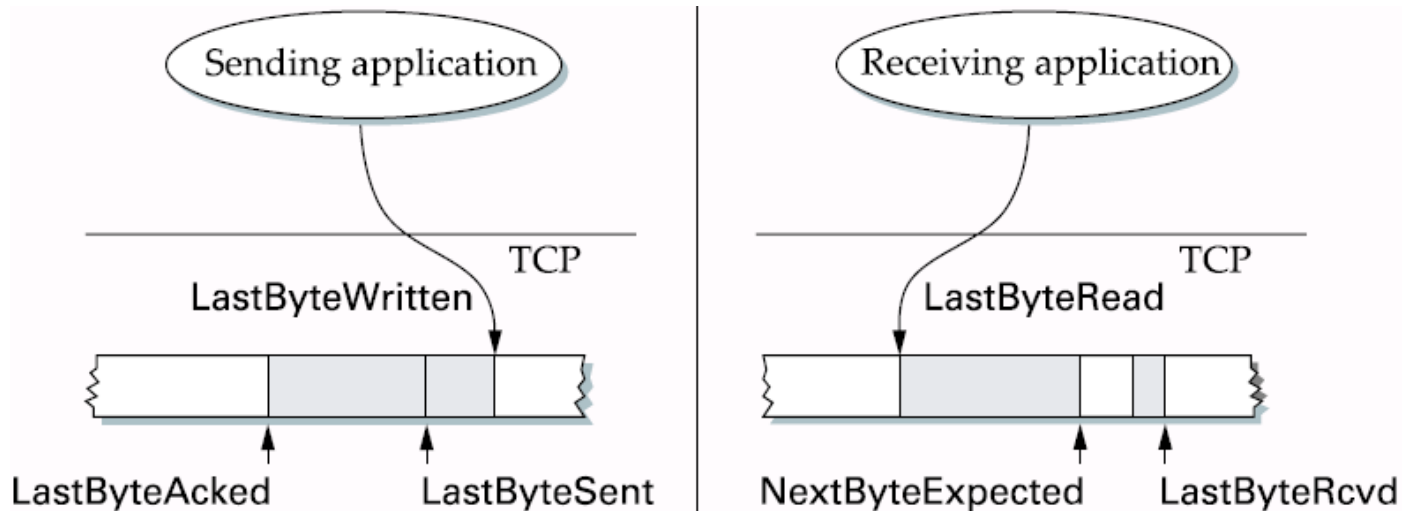 Sending application
TCP
LastByteWritten
LastByteAcked
LastByteSent
Receiving application
TCP
LastByteRead
NextByteExpected
LastByteRcvd